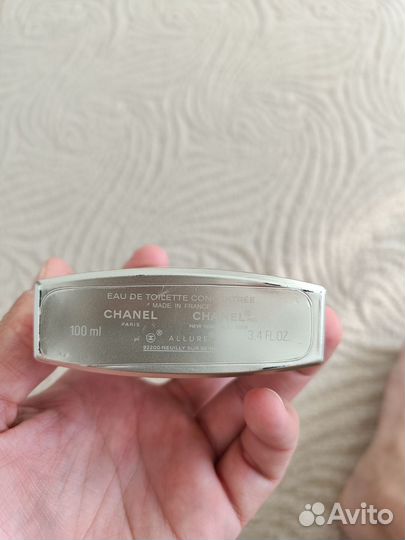 EAU DE TOILETTE CONCENTRÉE
MADE IN FRANCE
CHANEL CHANEL
PARIS NEW YORK
100 ml 3.4 FL.OZ.
ALLURE
92200 NEUILLY SUR SEINE
Avito